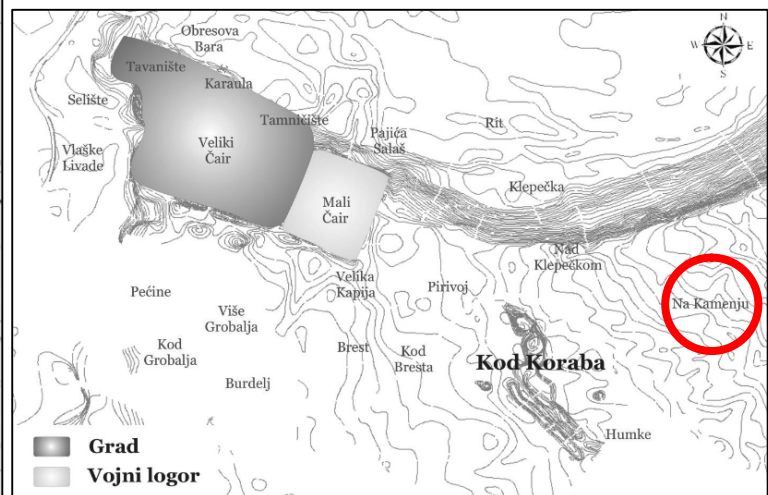 Obresova
Bara
N
W E
S
Tavanište
Karaula
Selište
Tamničište
Rit
Pajića
Salaš
Vlaške
Livade
Veliki
Čair
Klepečka
Mali
Čair
Nad
Klepečkom
Velika
Kapija
Pirivoj
Na Kamenju
Pećine
Više
Grobalja
Kod
Grobalja
Brest
Kod
Bresta
Kod Koraba
Burdelj
Humke
Grad
Vojni logor